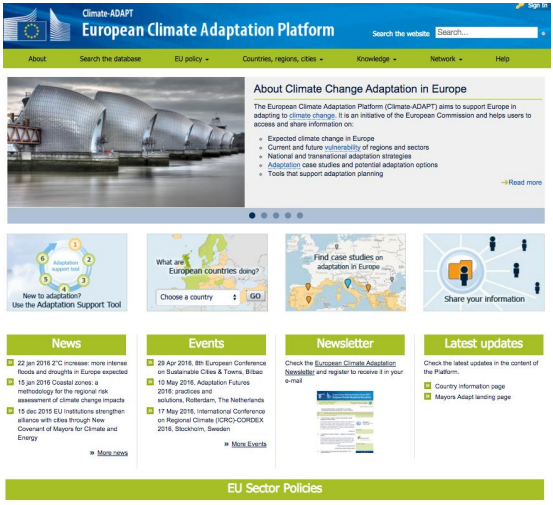 Sign In
Climate-ADAPT
European Climate Adaptation Platform
Search the website Search...
About Search the database EU policy Countries, regions, cities Knowledge Network Help
About Climate Change Adaptation in Europe
The European Climate Adaptation Platform (Climate-ADAPT) aims to support Europe in
adapting to climate change. It is an initiative of the European Commission and helps users to
access and share information on:
Expected climate change in Europe
Current and future vulnerability of regions and sectors
National and transnational adaptation strategies
Adaptation case studies and potential adaptation options
Tools that support adaptation planning
Read more
1
2
3
4
5
6
Adaptation
support tool
New to adaptation?
Use the Adaptation Support Tool
What are
European countries doing?
Choose a country GO
Find case studies on
adaptation in Europe
Share your information
News
22 jan 2016 2°C increase: more intense
floods and droughts in Europe expected
15 jan 2016 Coastal zones: a
methodology for the regional risk
assessment of climate change impacts
15 dec 2015 EU institutions strengthen
alliance with cities through New
Covenant of Mayors for Climate and
Energy
More news
Events
29 Apr 2016, 8th European Conference
on Sustainable Cities & Towns, Bilbao
10 May 2016, Adaptation Futures
2016: practices and
solutions, Rotterdam, The Netherlands
17 May 2016, International Conference
on Regional Climate (ICRC)-CORDEX
2016, Stockholm, Sweden
More Events
Newsletter
Check the European Climate Adaptation
Newsletter and register to receive it in your
e-mail
Latest updates
Check the latest updates in the content of
the Platform.
Country information page
Mayors Adapt landing page
EU Sector Policies